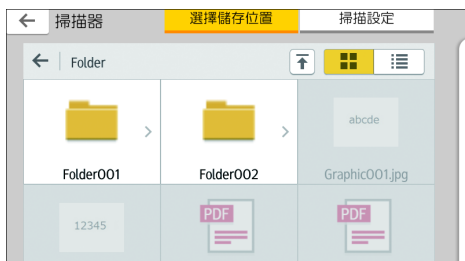 掃描器
選擇儲存位置
掃描設定
Folder
abcde
Folder001
Folder002
Graphic001.jpg
12345
PDF
PDF